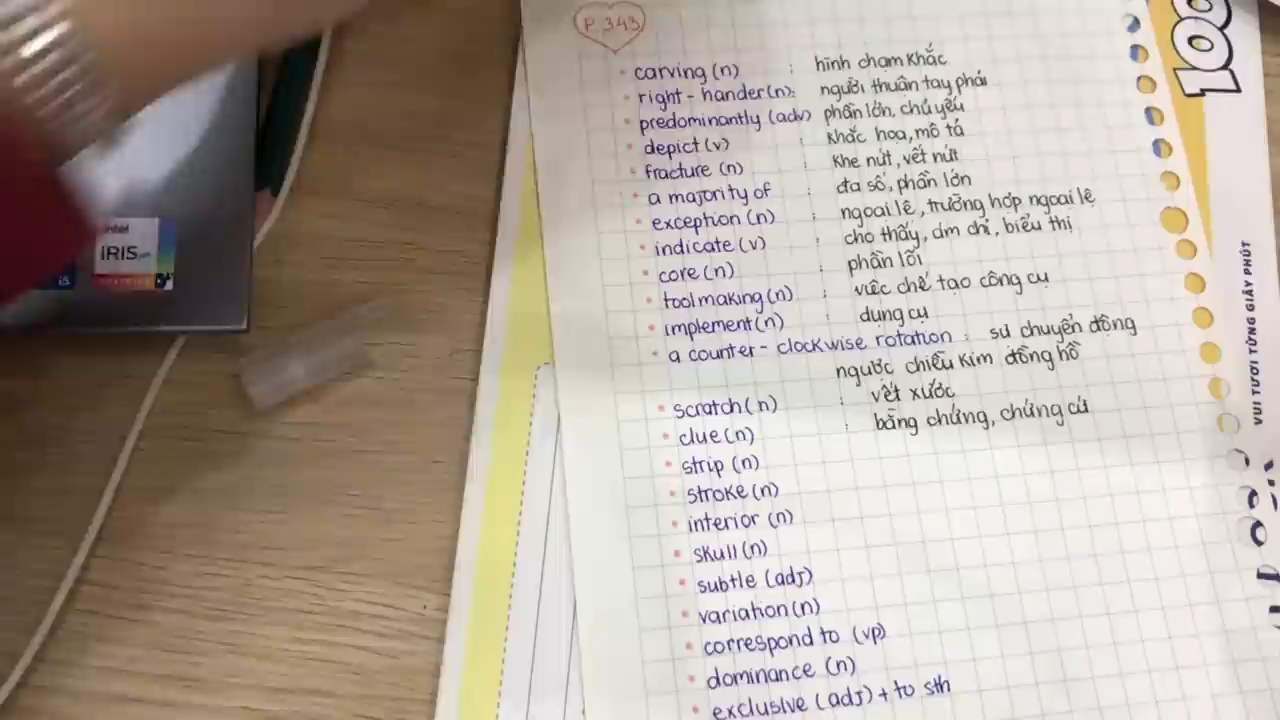 P.343
carving (n) : hình chạm khắc
right-hander (n): người thuận tay phải
predominantly (adv) phần lớn, chủ yếu
depict (v) : khắc họa, mô tả
fracture (n) : khe nứt, vết nứt
a majority of : đa số, phần lớn
exception (n) : ngoại lệ, trường hợp ngoại lệ
indicate (v) : cho thấy, ám chỉ, biểu thị
core (n) : phần lõi
toolmaking (n) : việc chế tạo công cụ
implement (n) : dụng cụ
a counter-clockwise rotation : sự chuyển động
ngược chiều kim đồng hồ
scratch (n) : vết xước
clue (n) : bằng chứng, chứng cứ
strip (n)
stroke (n)
interior (n)
skull (n)
subtle (adj)
variation (n)
correspond to (vp)
dominance (n)
exclusive (adj) + to sth
100
VUI TƯƠI TỪNG GIÂY PHÚT
intel
IRIS
i5